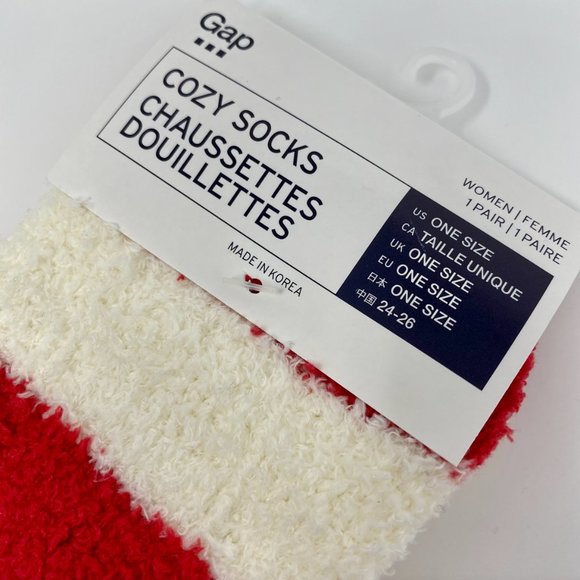 Gap
COZY SOCKS
CHAUSSETTES
DOUILLETTES
MADE IN KOREA
WOMEN | FEMME
1 PAIR | 1 PAIRE
US ONE SIZE
CA TAILLE UNIQUE
UK ONE SIZE
EU ONE SIZE
日本 ONE SIZE
中国 24-26